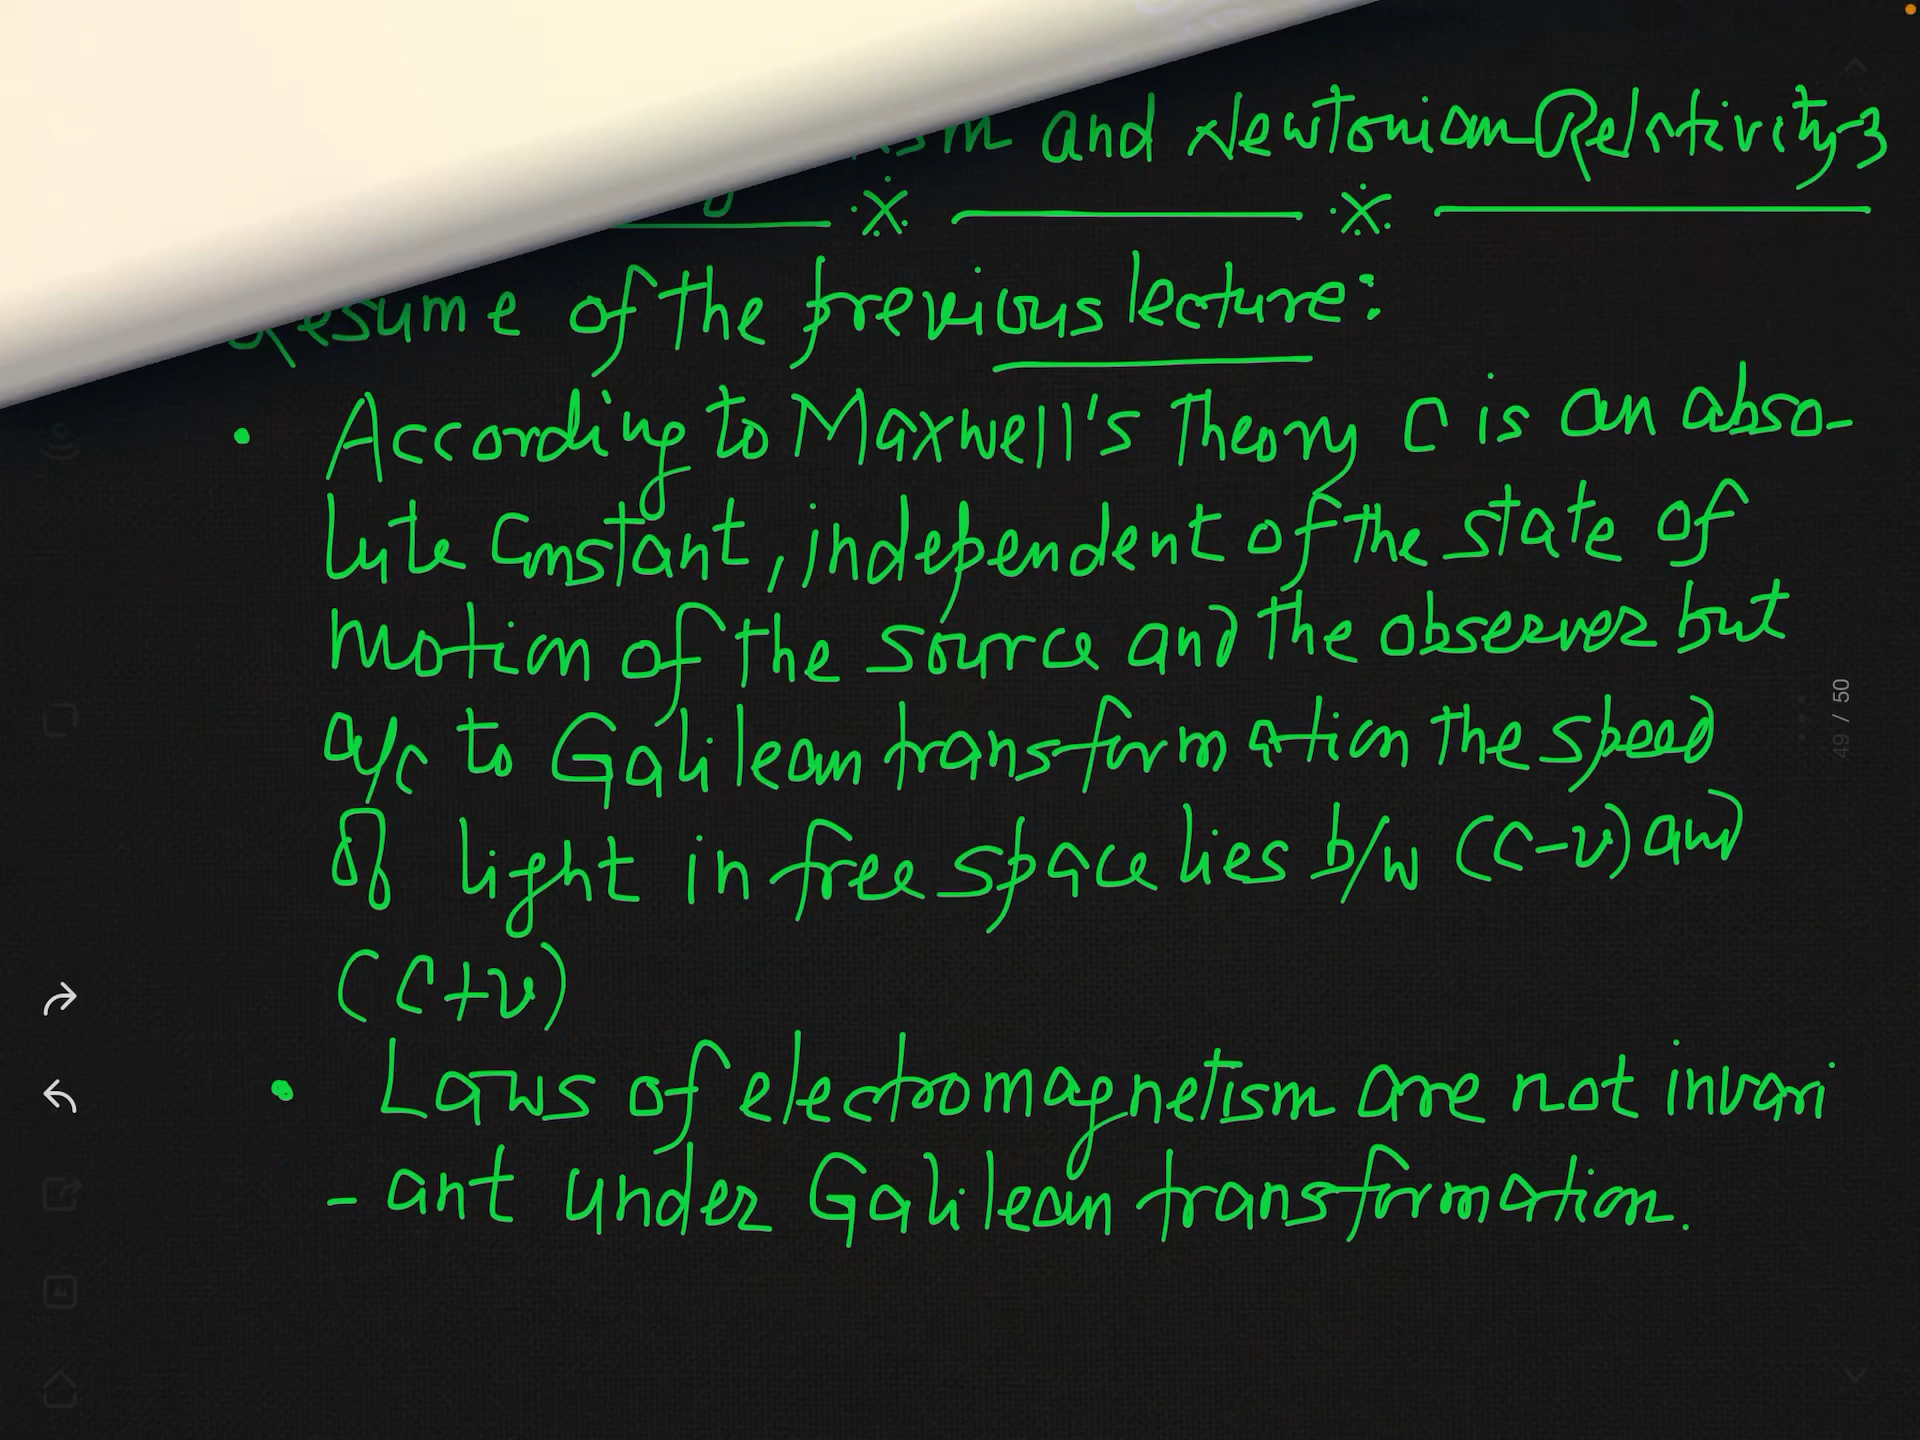 and Newtonian Relativity-3
Resume of the previous lecture:
• According to Maxwell's Theory C is an abso-
lute Constant, independent of the state of
motion of the source and the observer but
a/c to Galilean transformation the speed
of light in free space lies b/w (C-v) and
(C+v)
• Laws of electromagnetism are not invari
- ant under Galilean transformation.
49 / 50